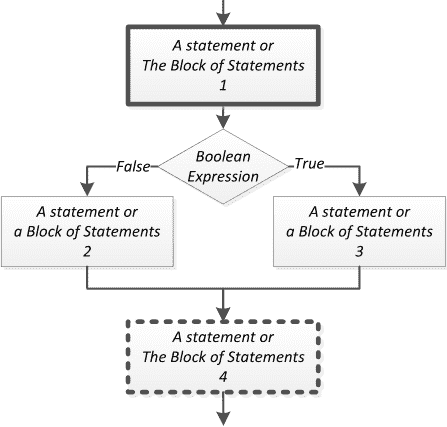 A statement or
The Block of Statements
1
Boolean
Expression
False
True
A statement or
a Block of Statements
2
A statement or
a Block of Statements
3
A statement or
The Block of Statements
4